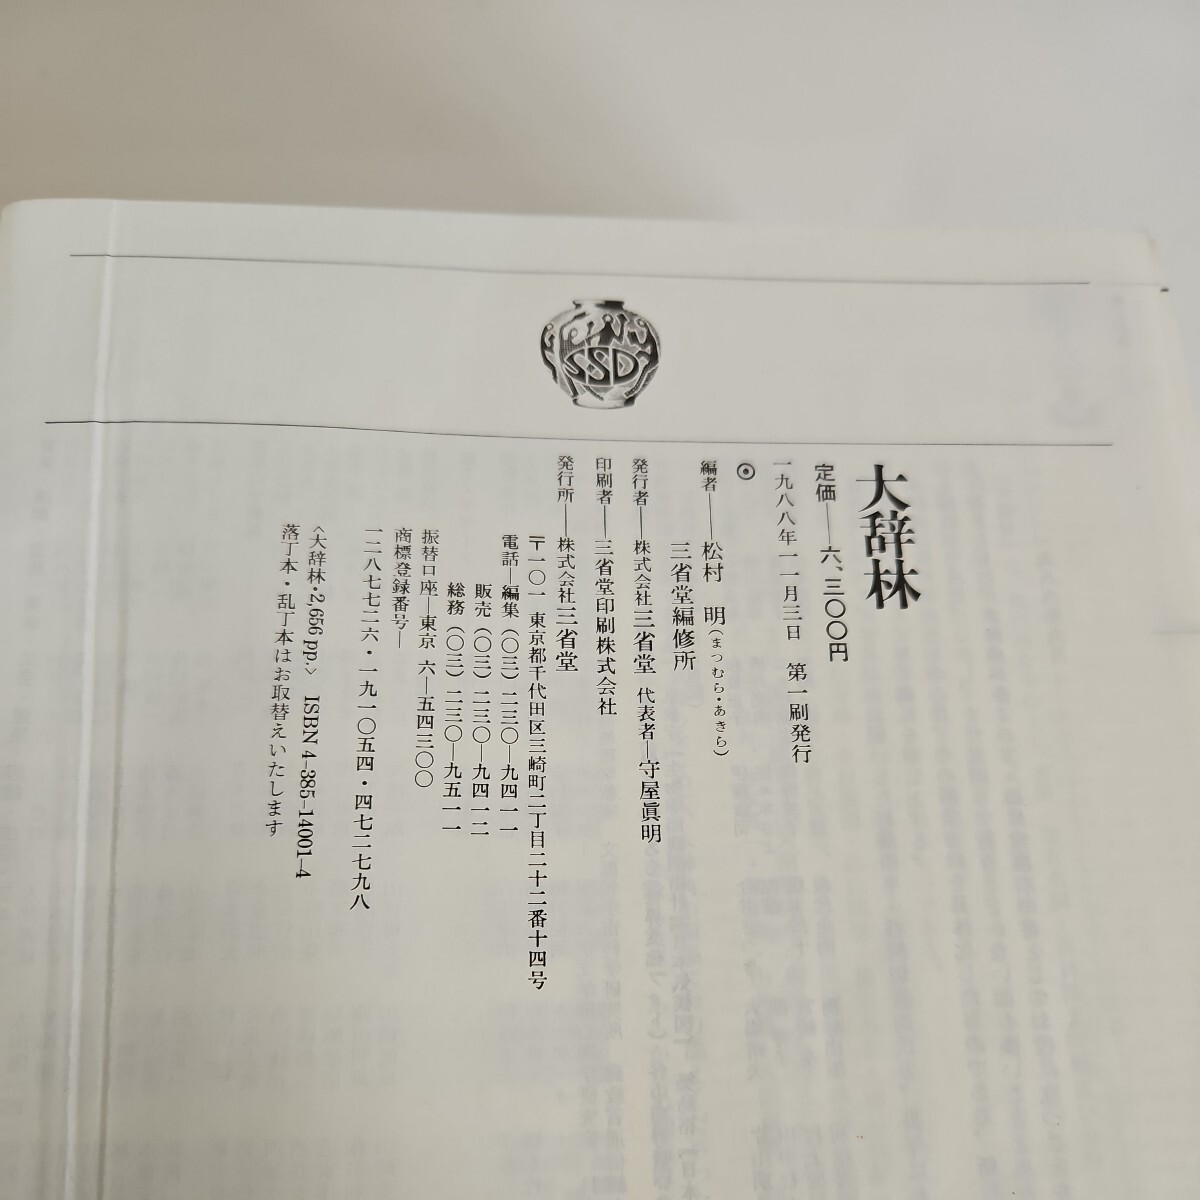 SSD
大辞林
定価――六、三〇〇円
一九八八年一一月三日 第一刷発行
◉
編者――松村 明(まつむら・あきら)
三省堂編修所
発行者――株式会社三省堂 代表者―守屋眞明
印刷者――三省堂印刷株式会社
発行所――株式会社三省堂
〒一〇一 東京都千代田区三崎町二丁目二十二番十四号
電話―編集(〇三)二三〇―九四一一
販売(〇三)二三〇―九四一二
総務(〇三)二三〇―九五一一
振替口座―東京 六―五四三〇〇
商標登録番号―
一二八七七二六・一九一〇五四・四七二七九八
〈大辞林・2,656 pp.〉 ISBN 4-385-14001-4
落丁本・乱丁本はお取替えいたします